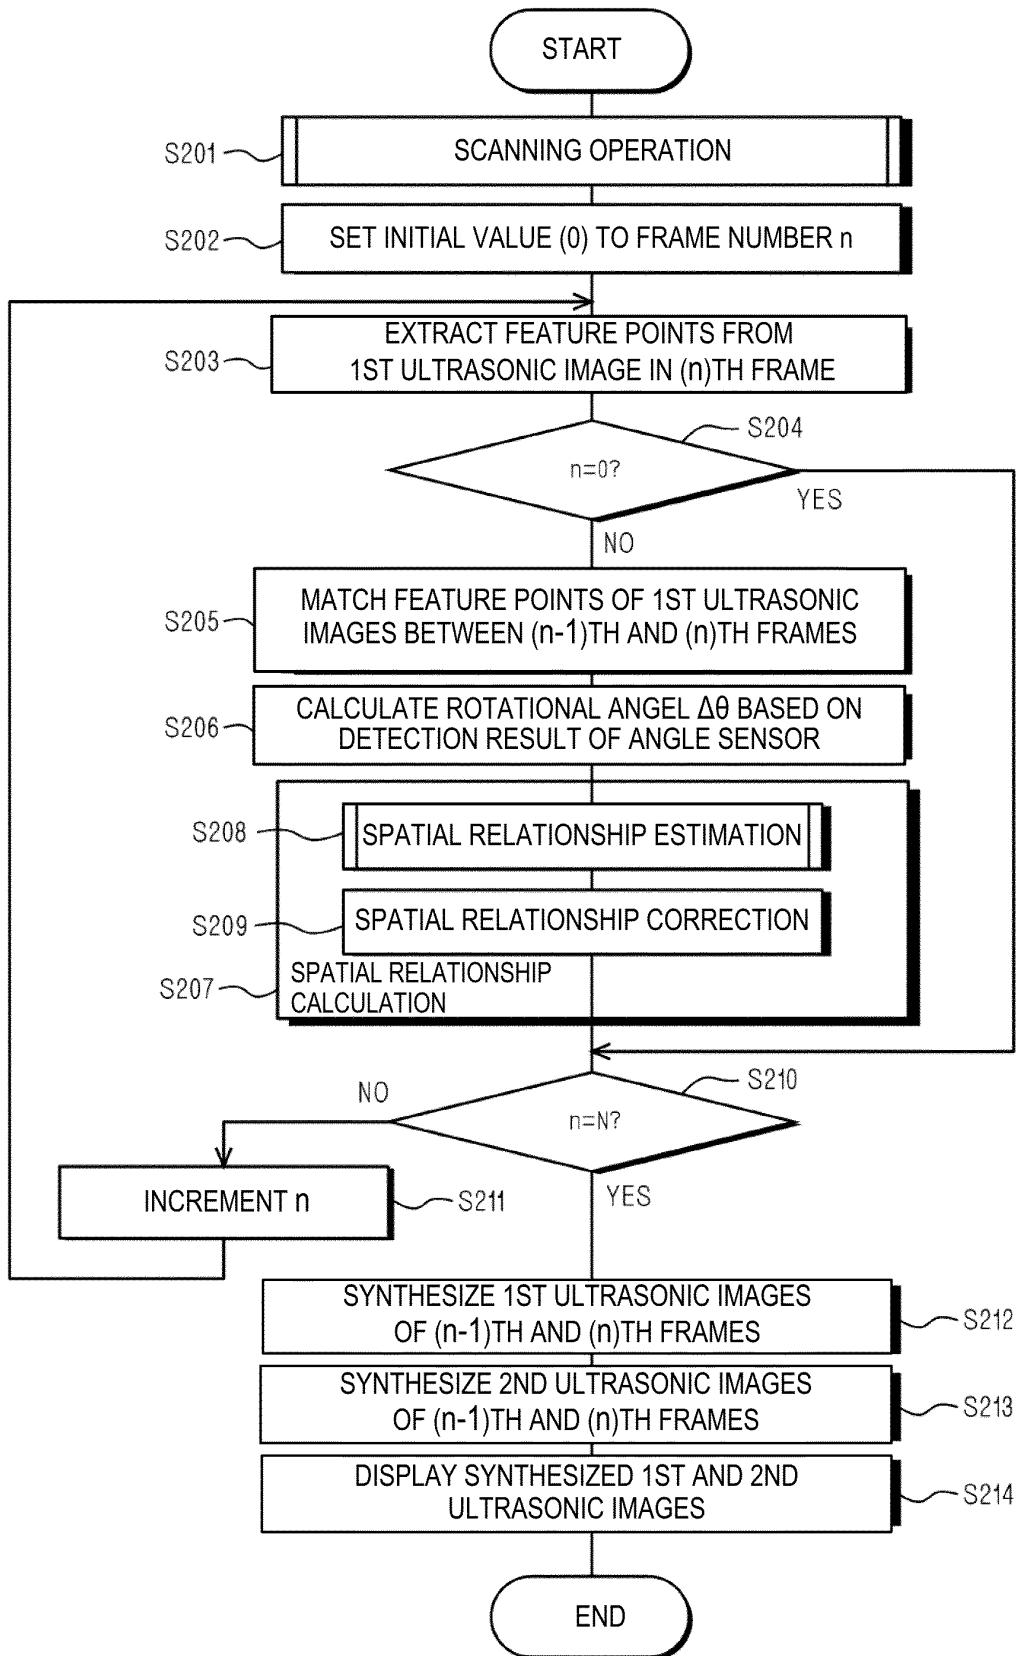 START
S201
SCANNING OPERATION
S202
SET INITIAL VALUE (0) TO FRAME NUMBER n
S203
EXTRACT FEATURE POINTS FROM
1ST ULTRASONIC IMAGE IN (n)TH FRAME
S204
n=0?
YES
NO
S205
MATCH FEATURE POINTS OF 1ST ULTRASONIC
IMAGES BETWEEN (n-1)TH AND (n)TH FRAMES
S206
CALCULATE ROTATIONAL ANGEL Δθ BASED ON
DETECTION RESULT OF ANGLE SENSOR
S208
SPATIAL RELATIONSHIP ESTIMATION
S209
SPATIAL RELATIONSHIP CORRECTION
S207
SPATIAL RELATIONSHIP
CALCULATION
S210
NO
n=N?
YES
INCREMENT n
S211
SYNTHESIZE 1ST ULTRASONIC IMAGES
OF (n-1)TH AND (n)TH FRAMES
S212
SYNTHESIZE 2ND ULTRASONIC IMAGES
OF (n-1)TH AND (n)TH FRAMES
S213
DISPLAY SYNTHESIZED 1ST AND 2ND
ULTRASONIC IMAGES
S214
END